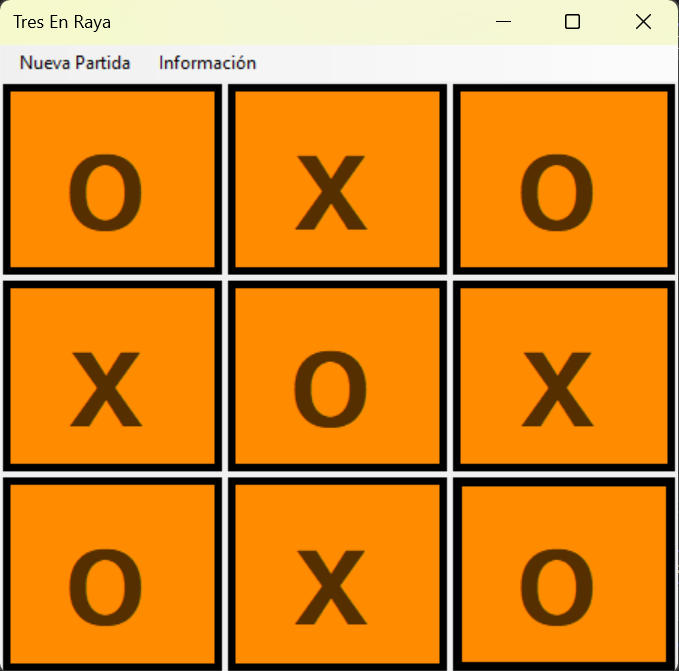 Tres En Raya
Nueva Partida Información
O X O
X O X
O X O